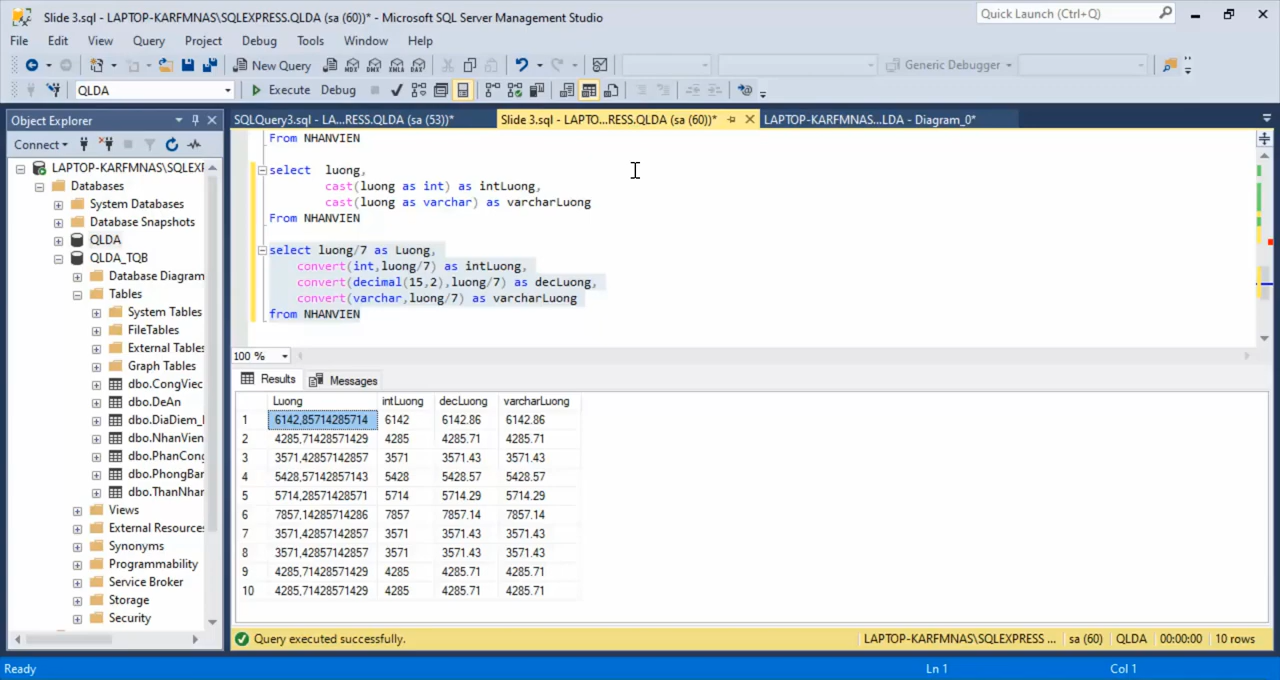 Slide 3.sql - LAPTOP-KARFMNAS\SQLEXPRESS.QLDA (sa (60))* - Microsoft SQL Server Management Studio
Quick Launch (Ctrl+Q)
File Edit View Query Project Debug Tools Window Help
New Query
MDX DMX XMLA DAX
Generic Debugger
QLDA
Execute Debug
Object Explorer
SQLQuery3.sql - LA...RESS.QLDA (sa (53))* Slide 3.sql - LAPTO...RESS.QLDA (sa (60))* LAPTOP-KARFMNAS...LDA - Diagram_0*
Connect
LAPTOP-KARFMNAS\SQLEXF
Databases
System Databases
Database Snapshots
QLDA
QLDA_TQB
Database Diagram
Tables
System Tables
FileTables
External Tables
Graph Tables
dbo.CongViec
dbo.DeAn
dbo.DiaDiem_
dbo.NhanVien
dbo.PhanCong
dbo.PhongBan
dbo.ThanNhan
Views
External Resources
Synonyms
Programmability
Service Broker
Storage
Security
From NHANVIEN
select luong,
cast(luong as int) as intLuong,
cast(luong as varchar) as varcharLuong
From NHANVIEN
select luong/7 as Luong,
convert(int,luong/7) as intLuong,
convert(decimal(15,2),luong/7) as decLuong,
convert(varchar,luong/7) as varcharLuong
from NHANVIEN
100 %
Results Messages
Luong intLuong decLuong varcharLuong
1 6142,85714285714 6142 6142.86 6142.86
2 4285,71428571429 4285 4285.71 4285.71
3 3571,42857142857 3571 3571.43 3571.43
4 5428,57142857143 5428 5428.57 5428.57
5 5714,28571428571 5714 5714.29 5714.29
6 7857,14285714286 7857 7857.14 7857.14
7 3571,42857142857 3571 3571.43 3571.43
8 3571,42857142857 3571 3571.43 3571.43
9 4285,71428571429 4285 4285.71 4285.71
10 4285,71428571429 4285 4285.71 4285.71
Query executed successfully.
LAPTOP-KARFMNAS\SQLEXPRESS ... sa (60) QLDA 00:00:00 10 rows
Ready Ln 1 Col 1